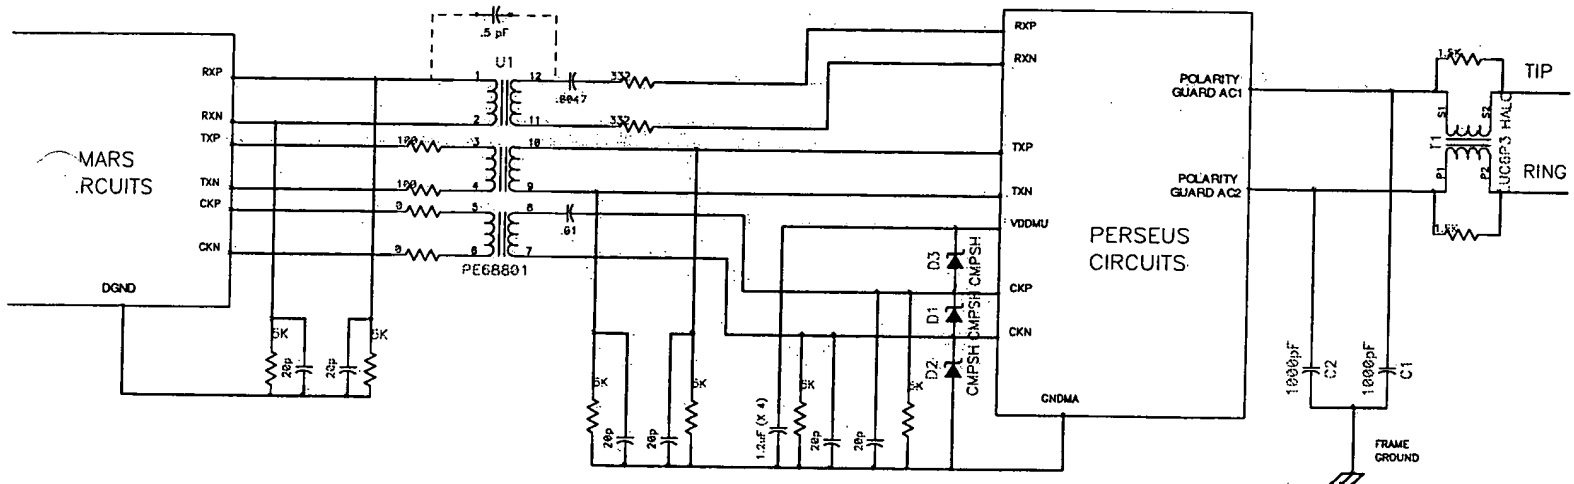 .5 pF
U1
RXP
RXN
TXP
TXN
CKP
CKN
DGND
MARS
.RCUITS
1
2
3
4
5
6
12
11
10
9
8
7
100
100
0
0
.0047
332
332
.01
PE68801
5K
20p
20p
5K
5K
20p
20p
5K
1.2uF (X 4)
5K
20p
20p
5K
D3
D1
D2
CMPSH CMPSH CMPSH
RXP
RXN
TXP
TXN
VDDMU
CKP
CKN
GNDMA
PERSEUS
CIRCUITS
POLARITY
GUARD AC1
POLARITY
GUARD AC2
S1
S2
T1
P1
P2
TIP
RING
1000pF
C2
1000pF
C1
FRAME
GROUND